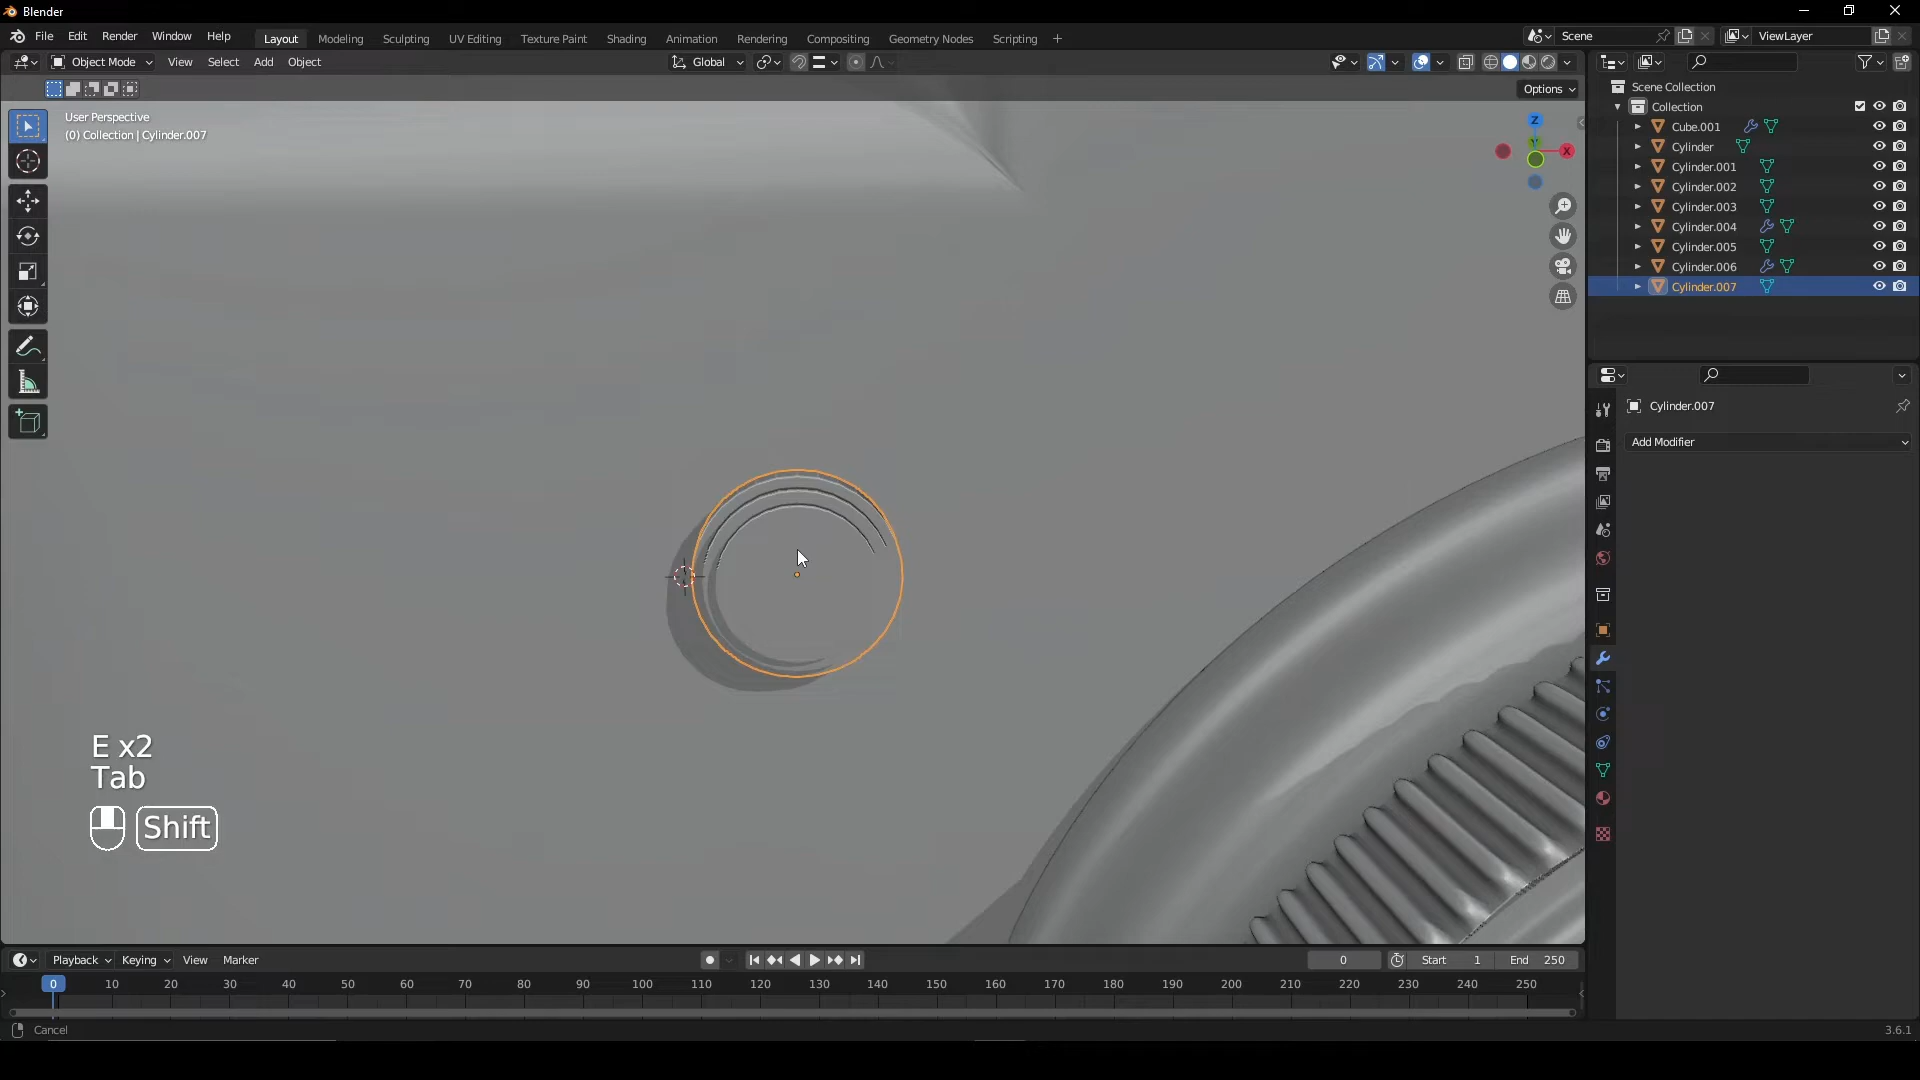 Blender
File Edit Render Window Help Layout Modeling Sculpting UV Editing Texture Paint Shading Animation Rendering Compositing Geometry Nodes Scripting + Scene ViewLayer
Object Mode View Select Add Object Global
Options
User Perspective
(0) Collection | Cylinder.007
Z
X
Scene Collection
Collection
Cube.001
Cylinder
Cylinder.001
Cylinder.002
Cylinder.003
Cylinder.004
Cylinder.005
Cylinder.006
Cylinder.007
Cylinder.007
Add Modifier
E x2
Tab
Shift
Playback Keying View Marker 0 Start 1 End 250
0 10 20 30 40 50 60 70 80 90 100 110 120 130 140 150 160 170 180 190 200 210 220 230 240 250
Cancel 3.6.1